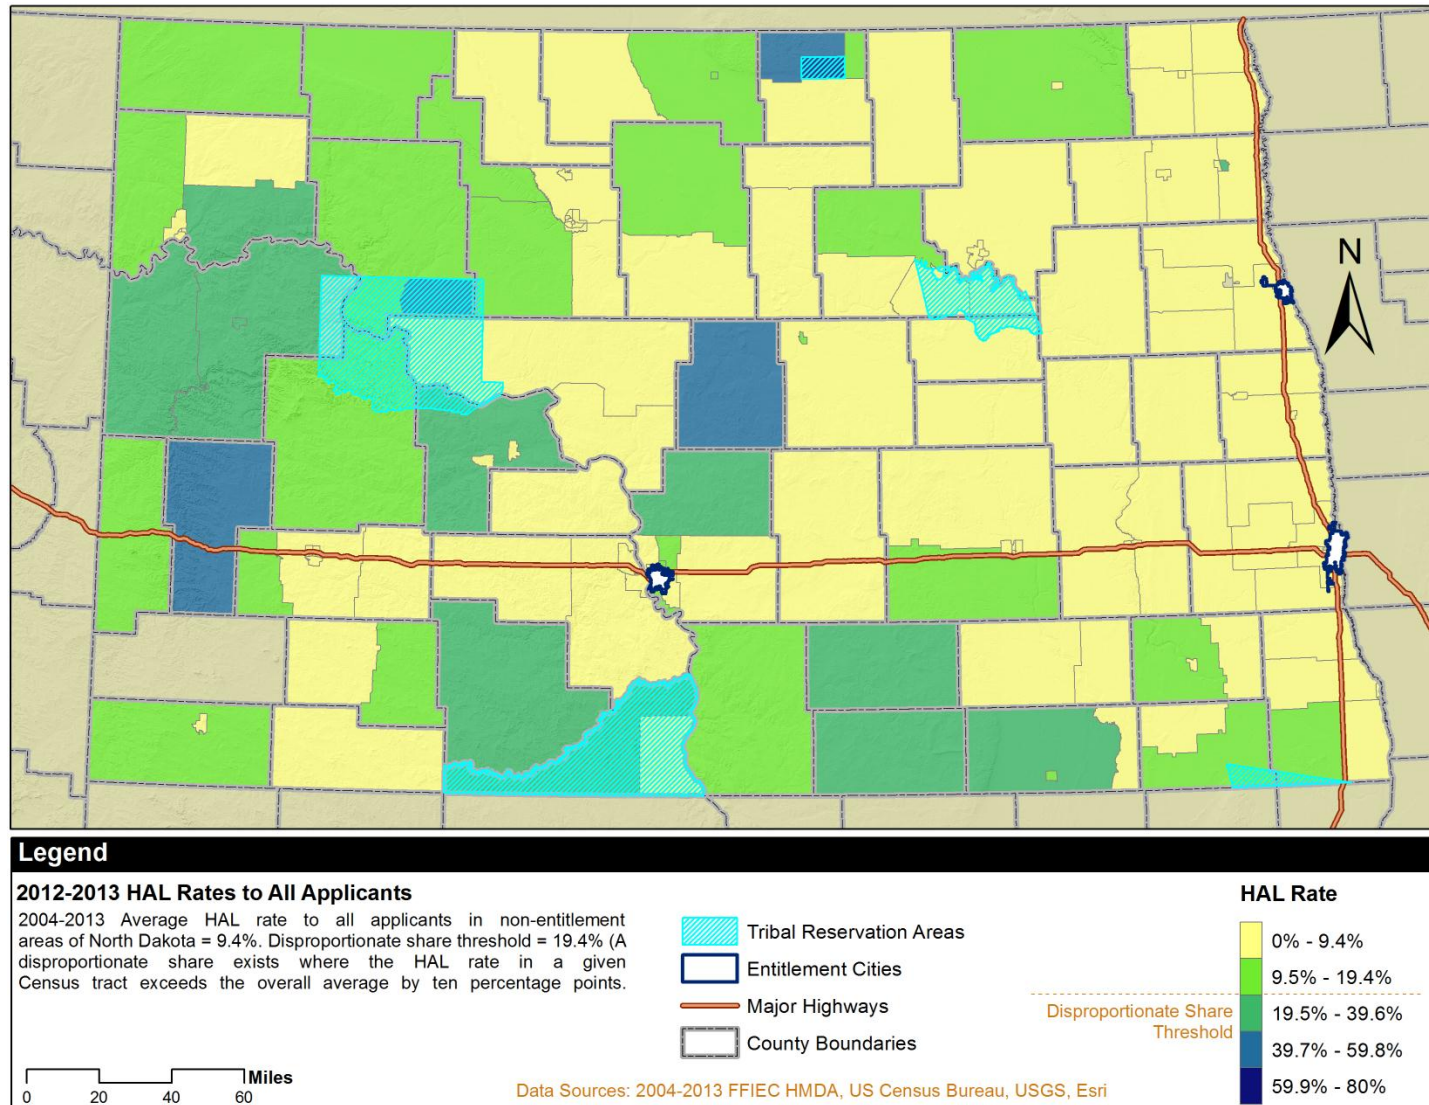 N
Legend
2012-2013 HAL Rates to All Applicants
2004-2013 Average HAL rate to all applicants in non-entitlement
areas of North Dakota = 9.4%. Disproportionate share threshold = 19.4% (A
disproportionate share exists where the HAL rate in a given
Census tract exceeds the overall average by ten percentage points.
Miles
0 20 40 60
Tribal Reservation Areas
Entitlement Cities
Major Highways
County Boundaries
Data Sources: 2004-2013 FFIEC HMDA, US Census Bureau, USGS, Esri
HAL Rate
0% - 9.4%
9.5% - 19.4%
Disproportionate Share
Threshold
19.5% - 39.6%
39.7% - 59.8%
59.9% - 80%